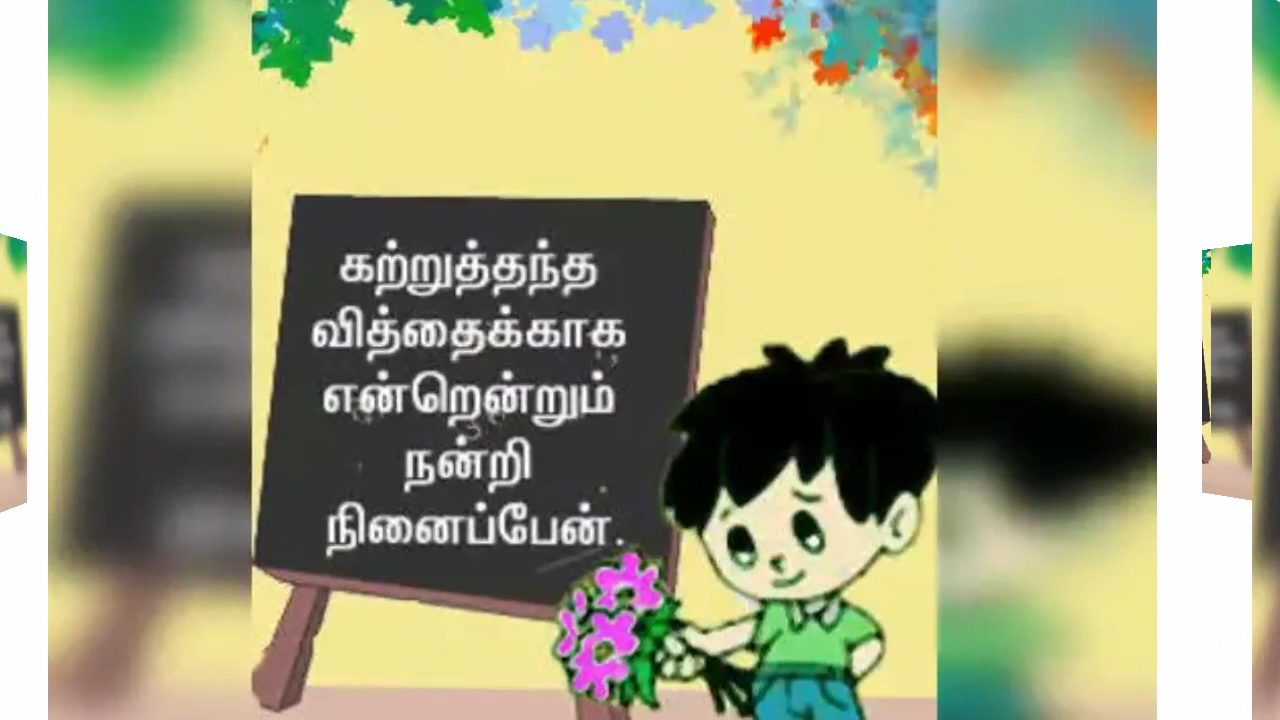 கற்றுத்தந்த
வித்தைக்காக
என்றென்றும்
நன்றி
நினைப்பேன்.